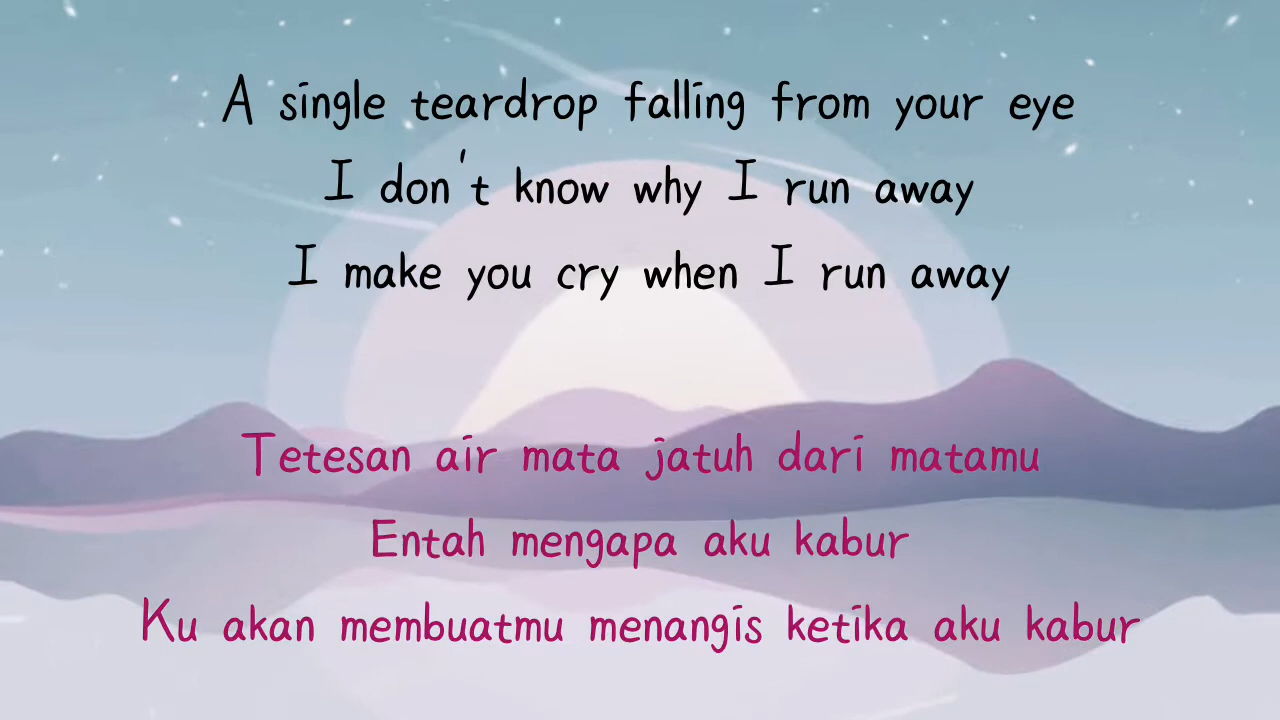 A single teardrop falling from your eye
I don't know why I run away
I make you cry when I run away
Tetesan air mata jatuh dari matamu
Entah mengapa aku kabur
Ku akan membuatmu menangis ketika aku kabur